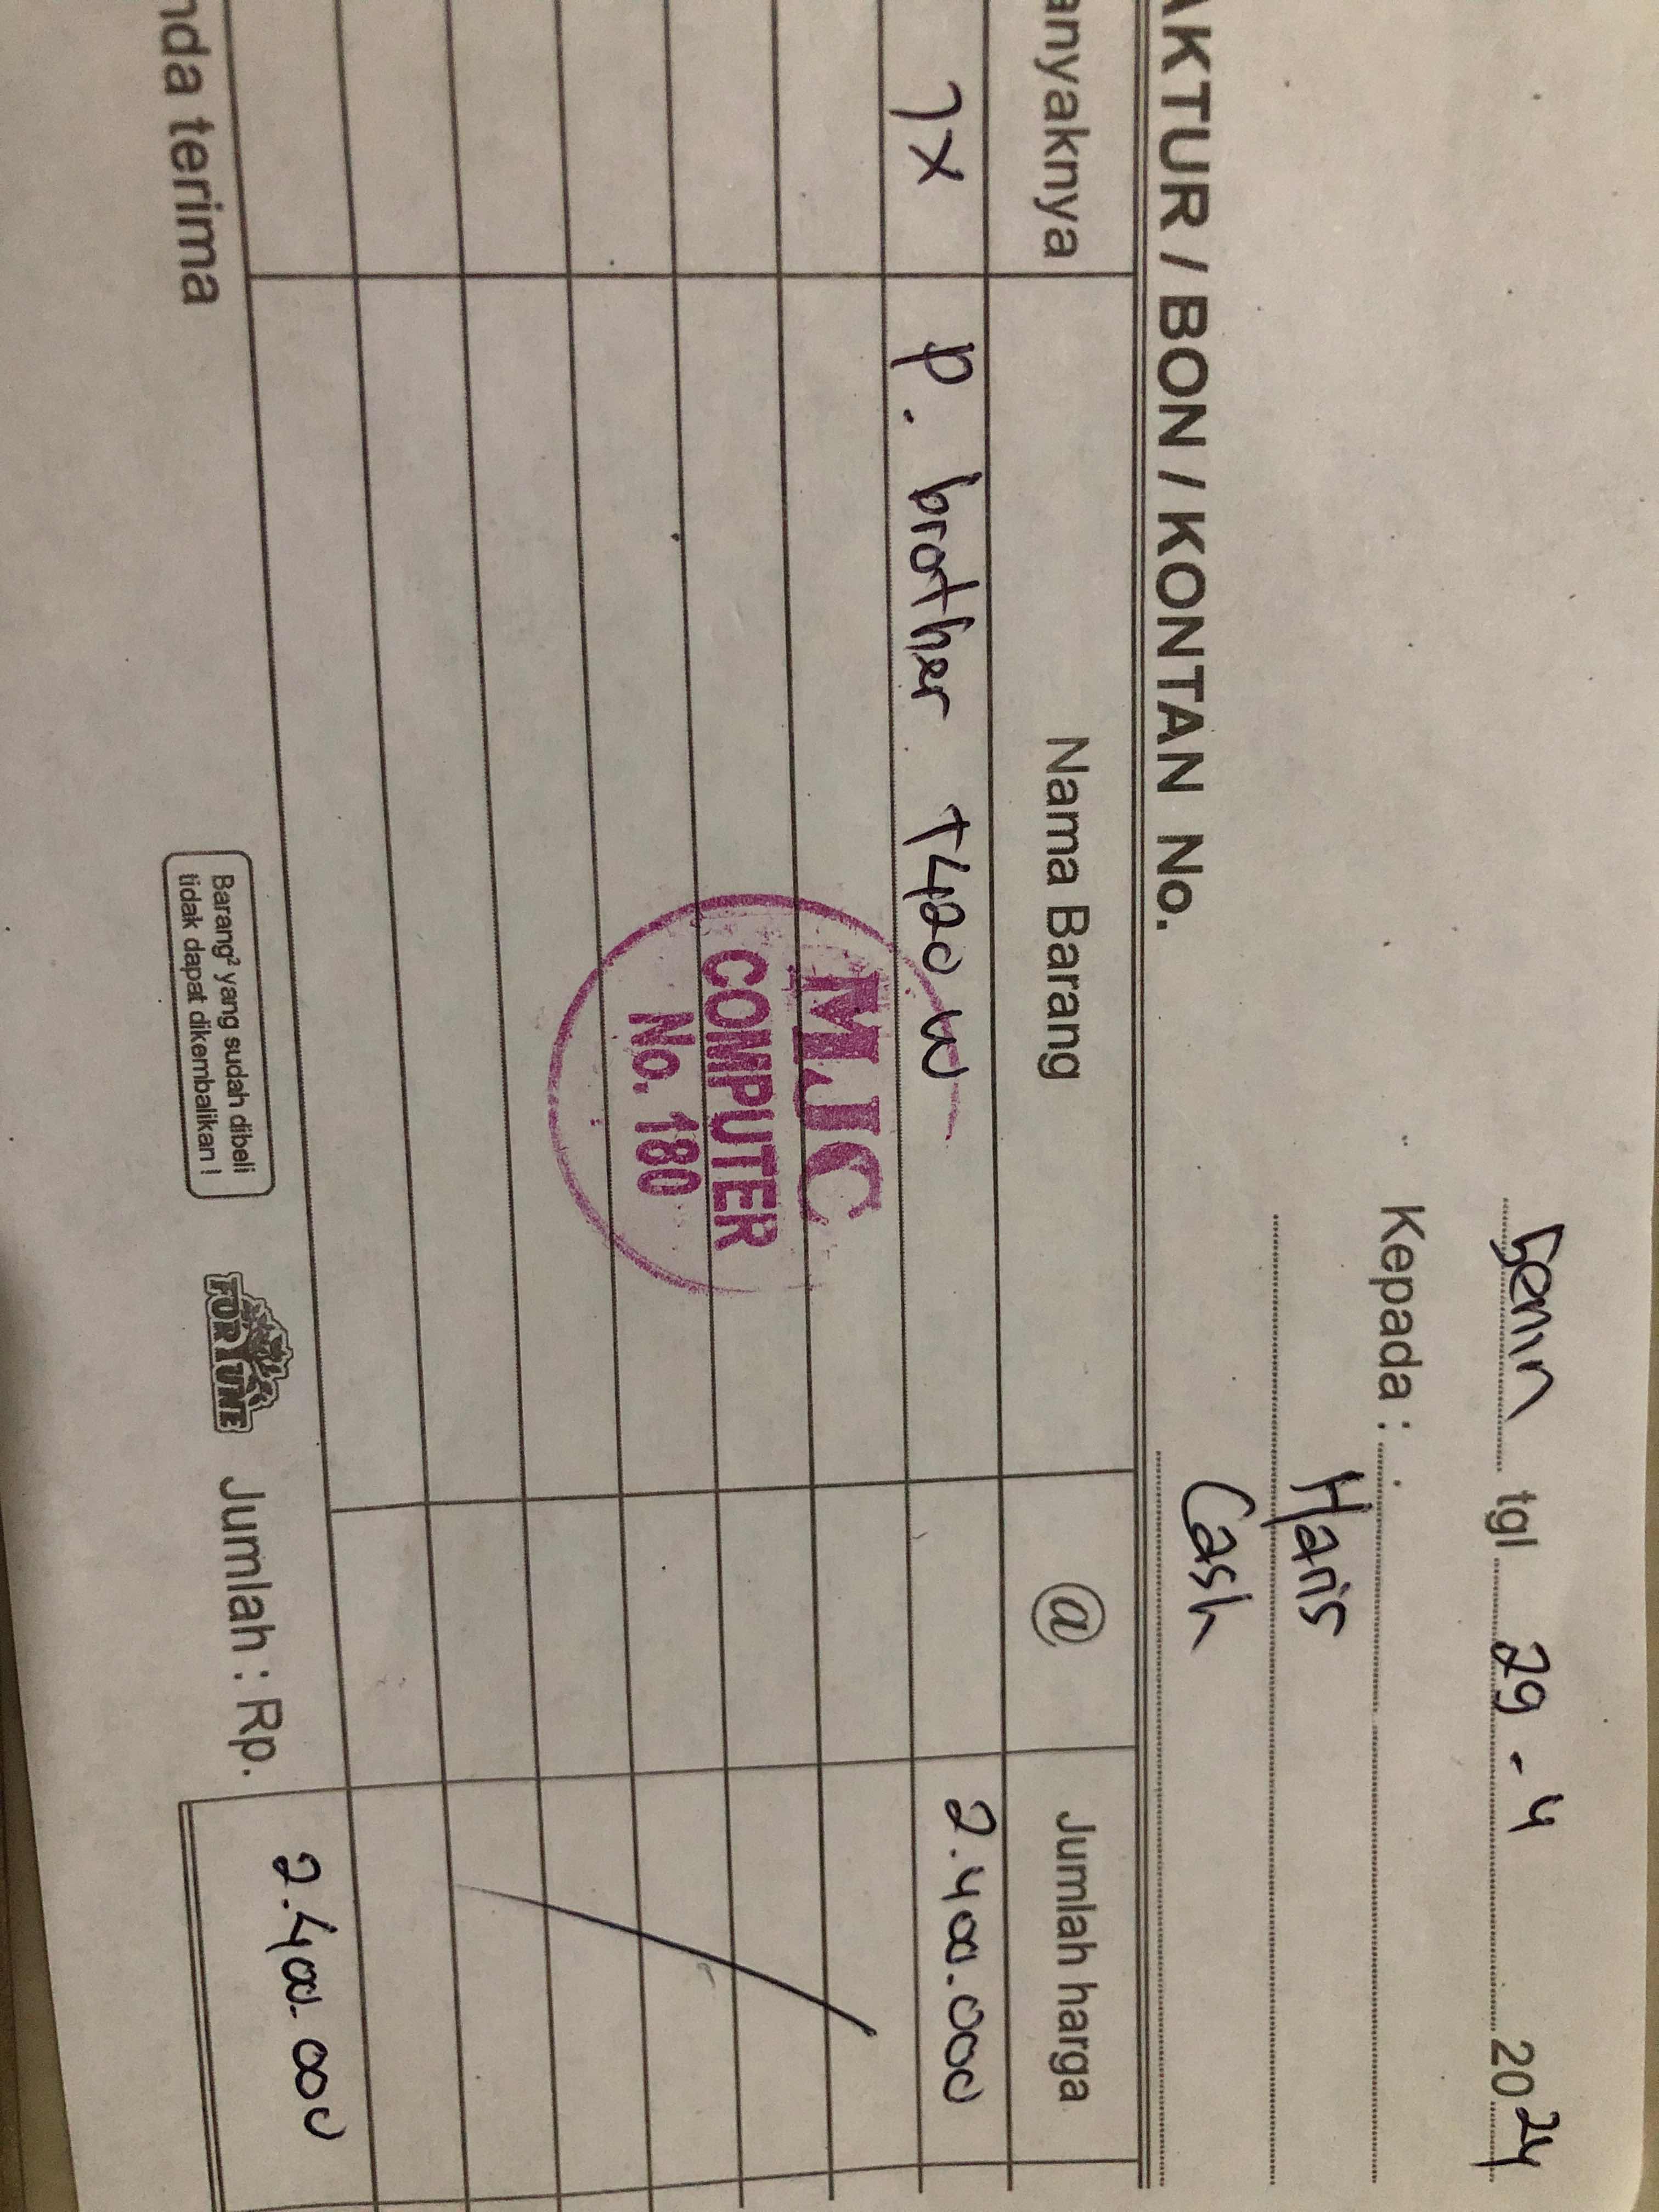 Senin tgl 29 - 4 2024
Kepada :
Haris
Cash
AKTUR / BON / KONTAN No.
anyaknya Nama Barang @ Jumlah harga
1x P. brother T420W 2.400.000
MJC
COMPUTER
No. 180
nda terima
Barang² yang sudah dibeli
tidak dapat dikembalikan !
FORTUNE
Jumlah : Rp. 2.400.000